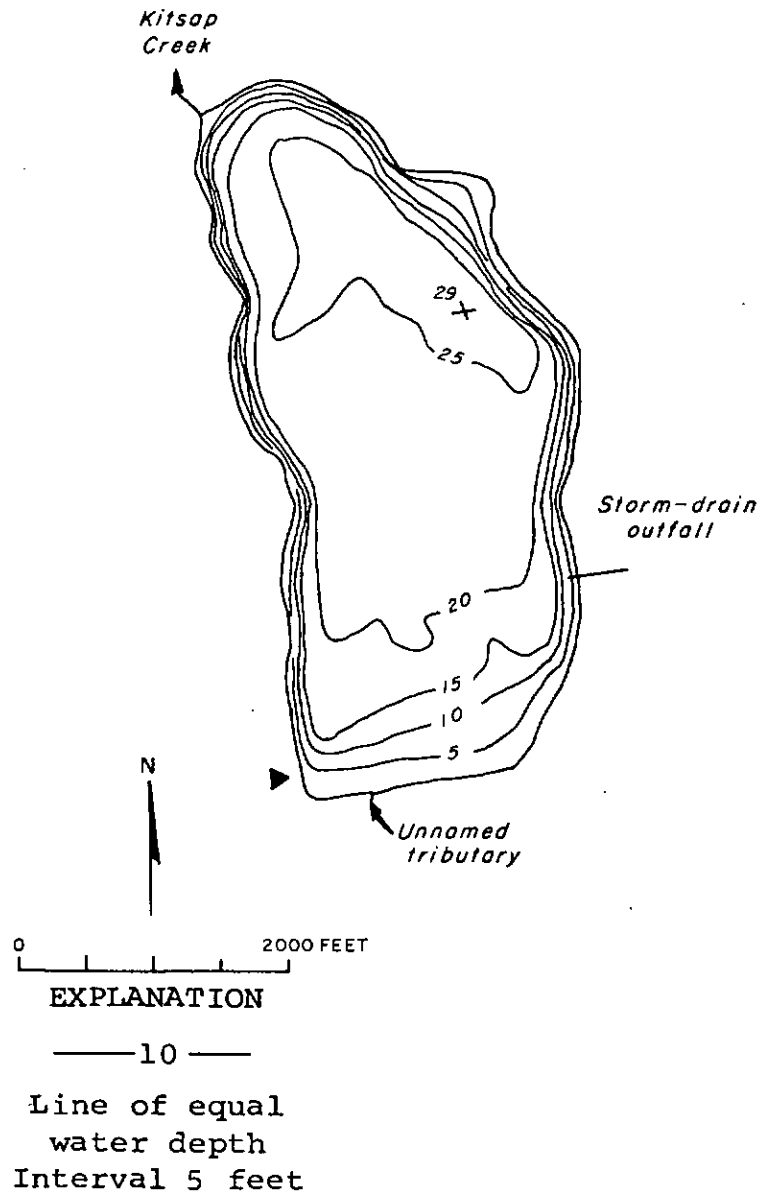 Kitsap
Creek
29
25
Storm-drain
outfall
20
15
10
5
N
Unnamed
tributary
0 2000 FEET
EXPLANATION
10
Line of equal
water depth
Interval 5 feet